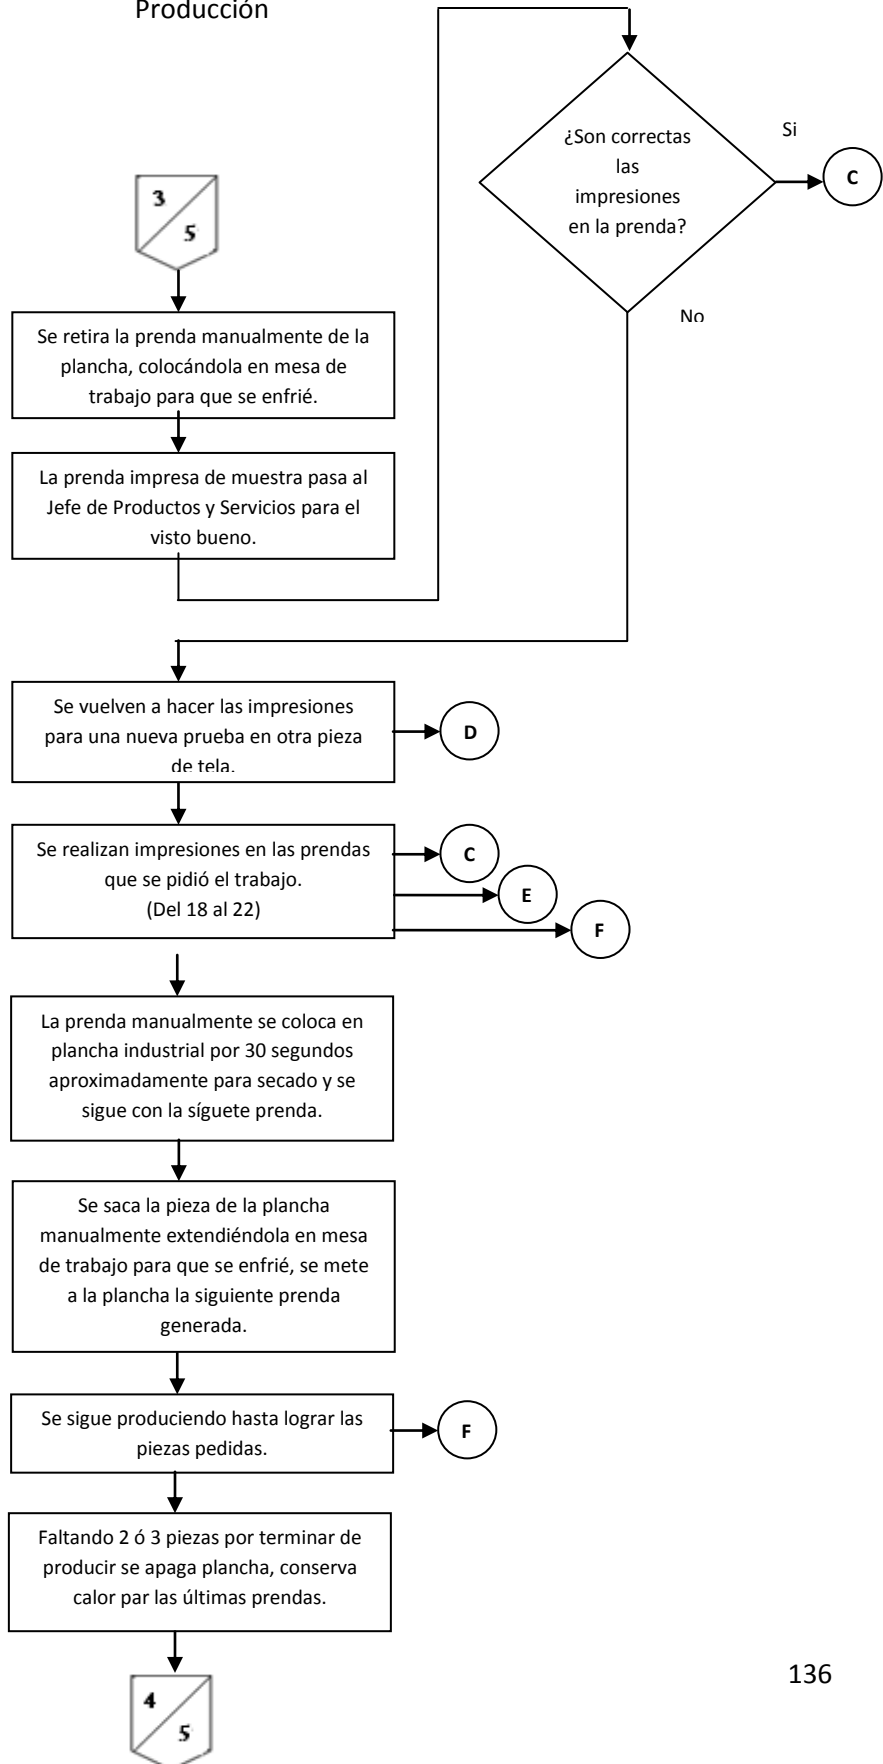 Producción
3
5
Se retira la prenda manualmente de la
plancha, colocándola en mesa de
trabajo para que se enfrié.
La prenda impresa de muestra pasa al
Jefe de Productos y Servicios para el
visto bueno.
¿Son correctas
las
impresiones
en la prenda?
Si
C
No
Se vuelven a hacer las impresiones
para una nueva prueba en otra pieza
de tela.
D
Se realizan impresiones en las prendas
que se pidió el trabajo.
(Del 18 al 22)
C
E
F
La prenda manualmente se coloca en
plancha industrial por 30 segundos
aproximadamente para secado y se
sigue con la síguete prenda.
Se saca la pieza de la plancha
manualmente extendiéndola en mesa
de trabajo para que se enfrié, se mete
a la plancha la siguiente prenda
generada.
Se sigue produciendo hasta lograr las
piezas pedidas.
F
Faltando 2 ó 3 piezas por terminar de
producir se apaga plancha, conserva
calor par las últimas prendas.
4
5
136